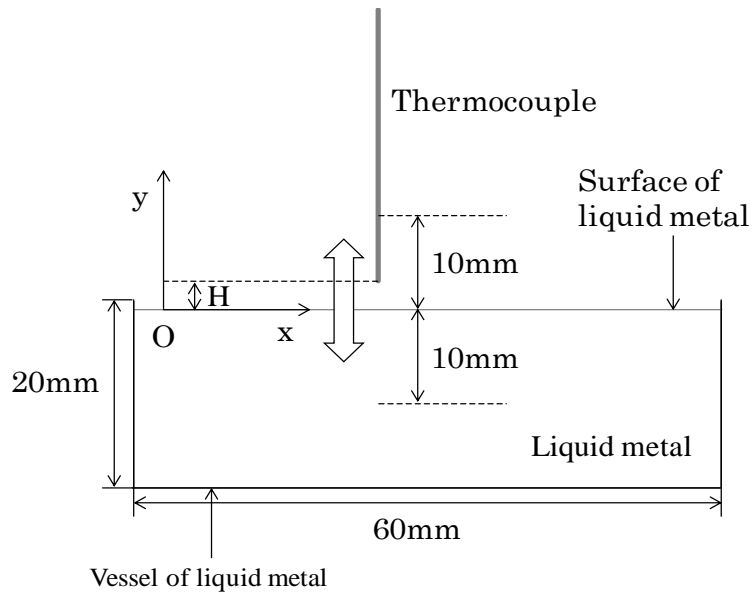 Thermocouple
y
Surface of
liquid metal
10mm
H
O
x
20mm
10mm
Liquid metal
60mm
Vessel of liquid metal